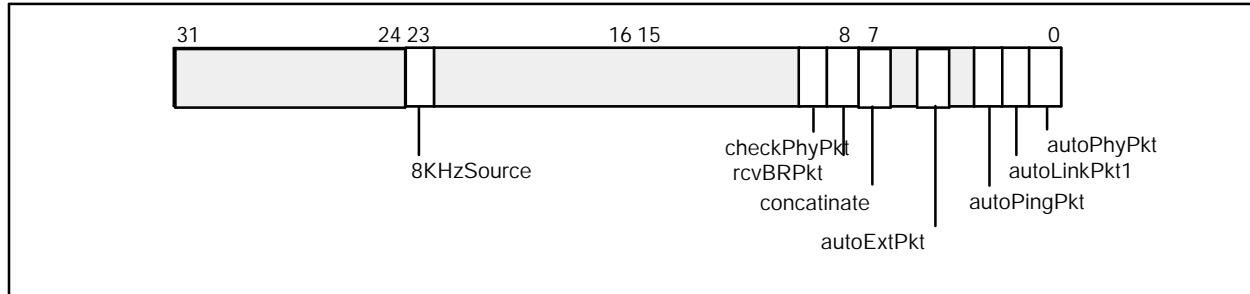 31 24 23 16 15 8 7 0
checkPhyPkt autoPhyPkt
8KHzSource rcvBRPkt autoLinkPkt1
concatinate autoPingPkt
autoExtPkt